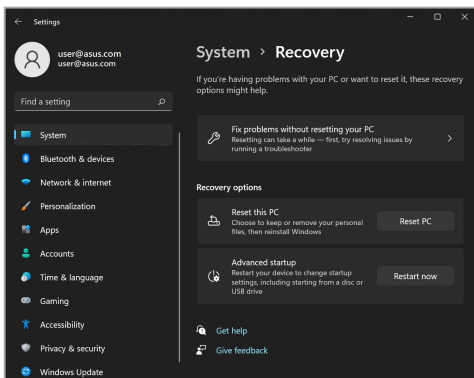 Settings
user@asus.com
user@asus.com
Find a setting
System
Bluetooth & devices
Network & internet
Personalization
Apps
Accounts
Time & language
Gaming
Accessibility
Privacy & security
Windows Update
System > Recovery
If you're having problems with your PC or want to reset it, these recovery
options might help.
Fix problems without resetting your PC
Resetting can take a while — first, try resolving issues by
running a troubleshooter
Recovery options
Reset this PC
Choose to keep or remove your personal
files, then reinstall Windows
Reset PC
Advanced startup
Restart your device to change startup
settings, including starting from a disc or
USB drive
Restart now
Get help
Give feedback